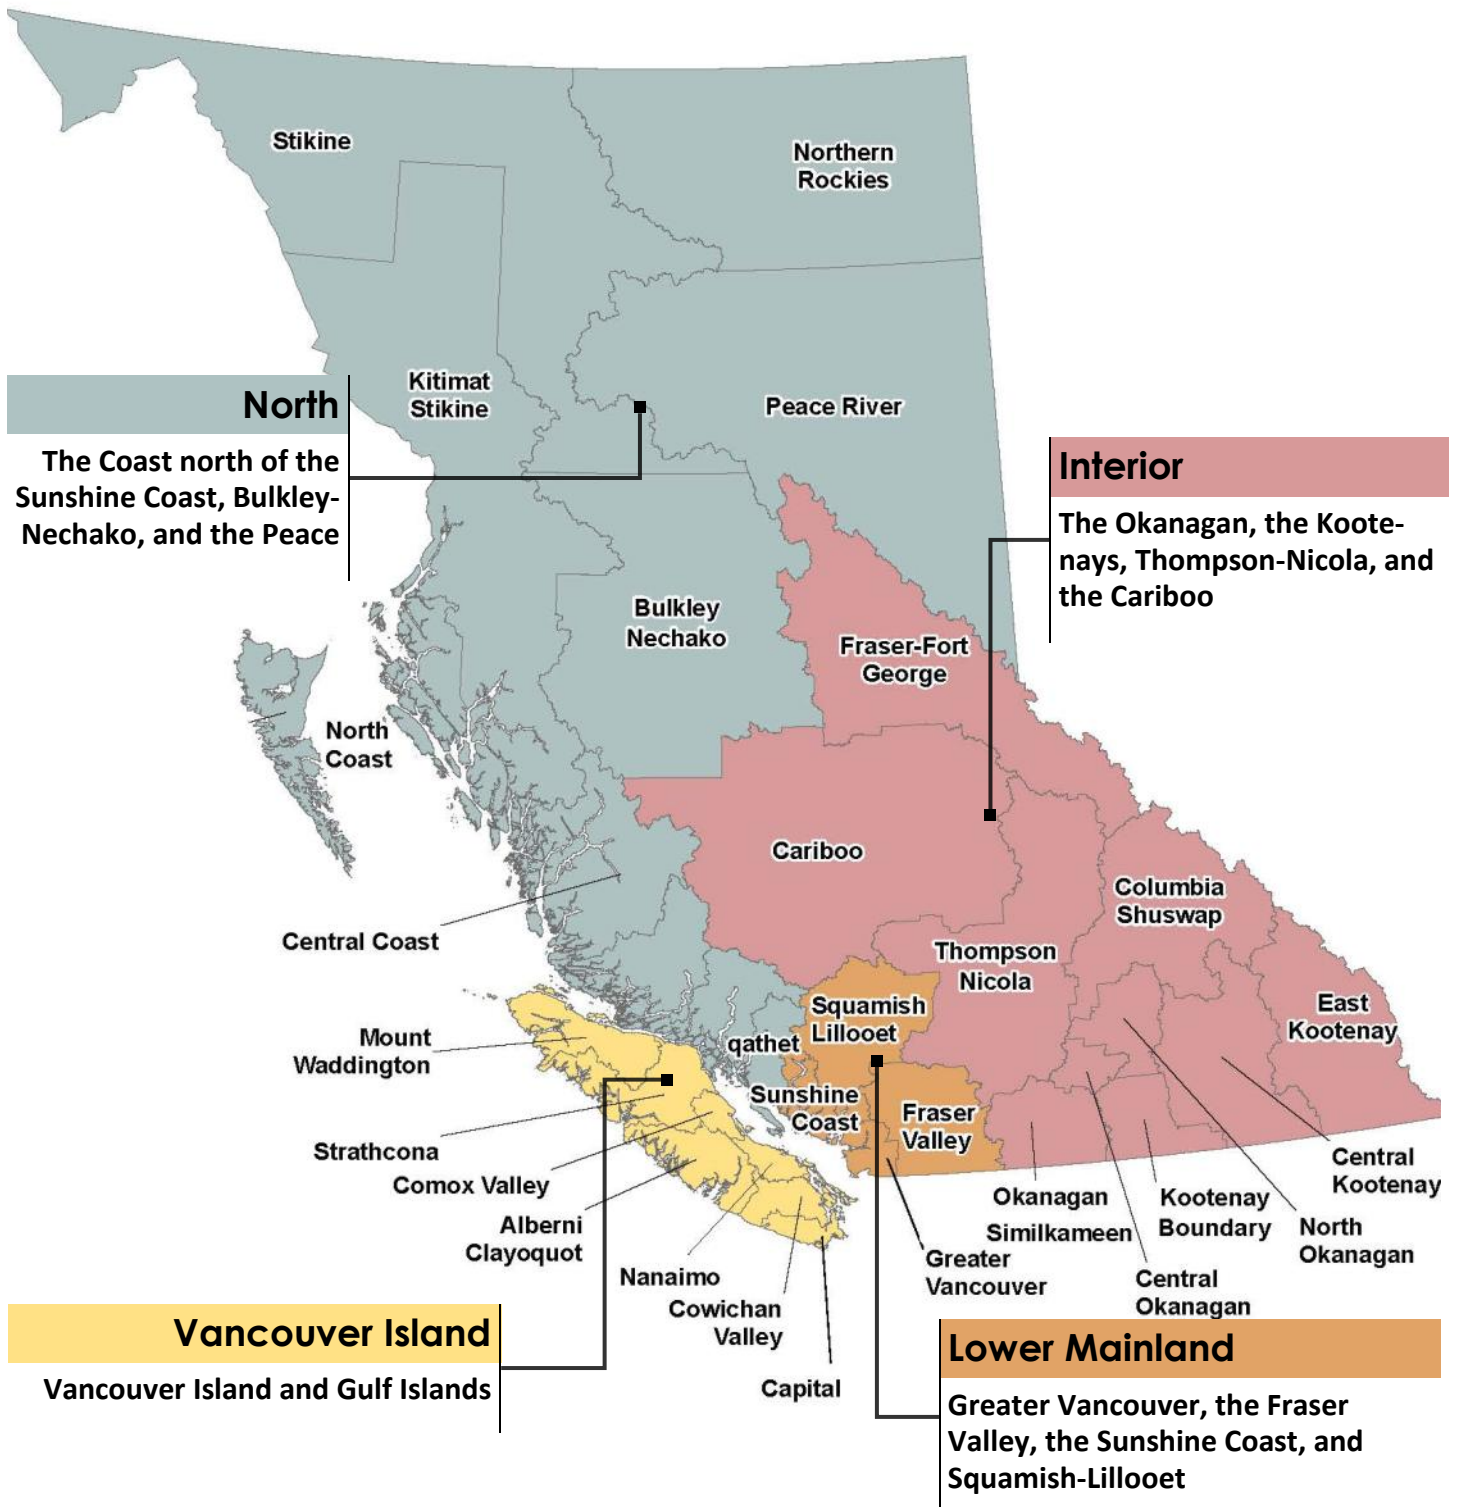 Stikine
Northern
Rockies
Kitimat
Stikine
Peace River
North
The Coast north of the
Sunshine Coast, Bulkley-
Nechako, and the Peace
Interior
The Okanagan, the Koote-
nays, Thompson-Nicola, and
the Cariboo
Bulkley
Nechako
Fraser-Fort
George
North
Coast
Cariboo
Columbia
Shuswap
Central Coast
Thompson
Nicola
Squamish
Lillooet
East
Kootenay
Mount
Waddington
qathet
Sunshine
Coast
Fraser
Valley
Strathcona
Comox Valley
Alberni
Clayoquot
Nanaimo
Cowichan
Valley
Capital
Okanagan
Similkameen
Greater
Vancouver
Kootenay
Boundary
Central
Okanagan
North
Okanagan
Central
Kootenay
Vancouver Island
Vancouver Island and Gulf Islands
Lower Mainland
Greater Vancouver, the Fraser
Valley, the Sunshine Coast, and
Squamish-Lillooet